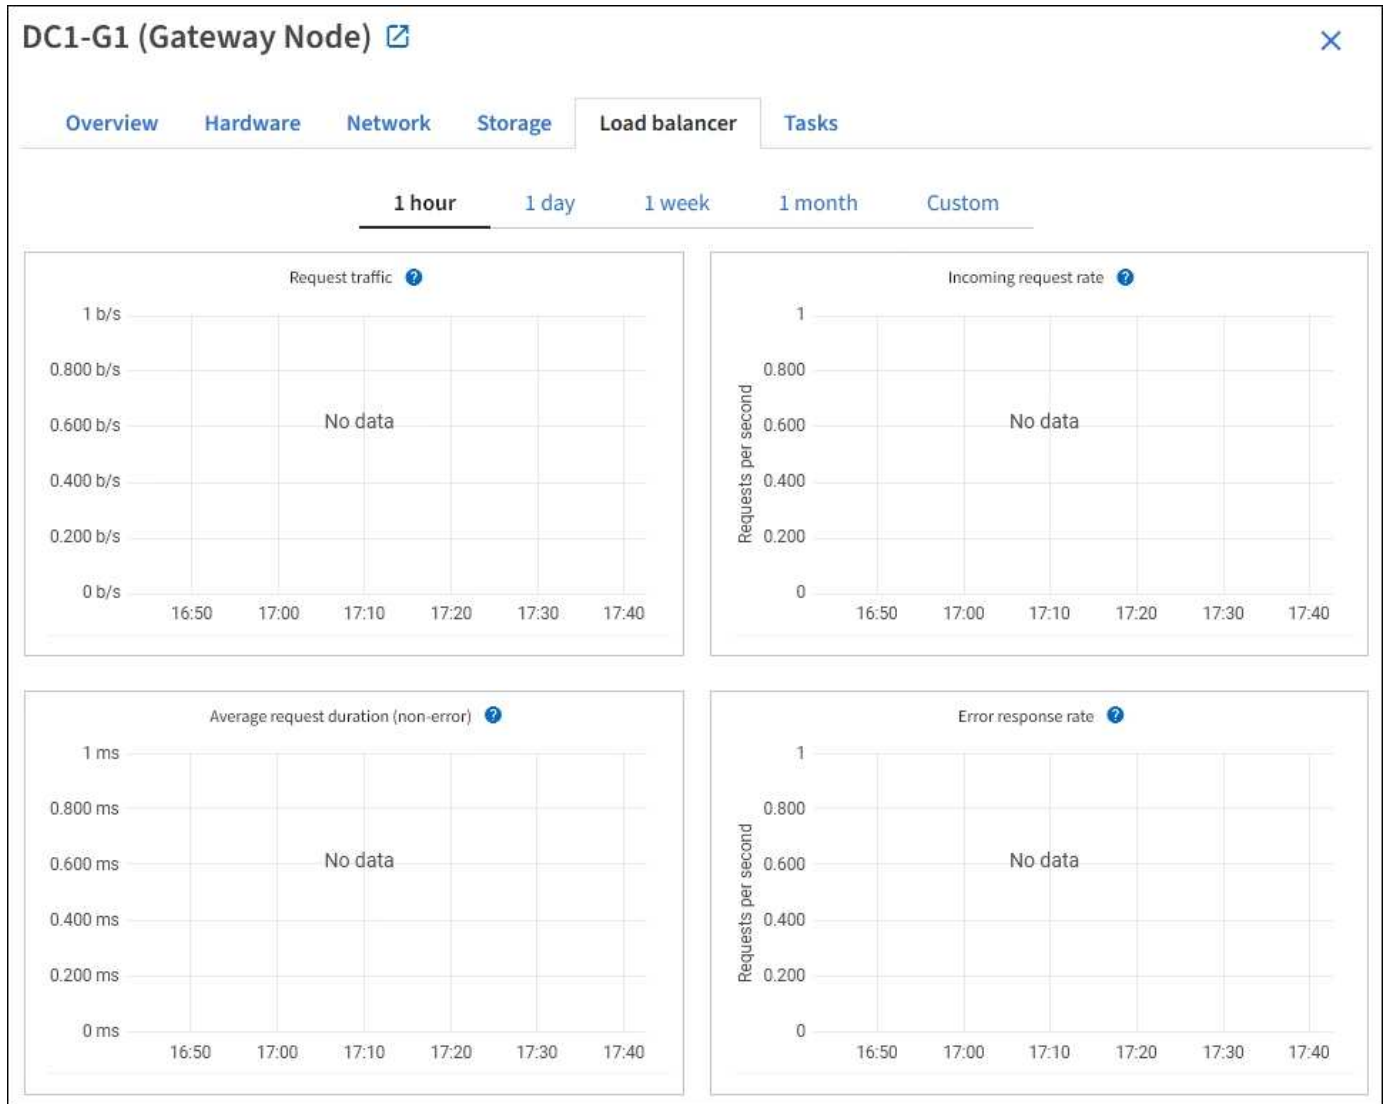 DC1-G1 (Gateway Node)
Overview Hardware Network Storage Load balancer Tasks
1 hour 1 day 1 week 1 month Custom
Request traffic
1 b/s
0.800 b/s
0.600 b/s
0.400 b/s
0.200 b/s
0 b/s
No data
16:50 17:00 17:10 17:20 17:30 17:40
Incoming request rate
Requests per second
1
0.800
0.600
0.400
0.200
0
No data
16:50 17:00 17:10 17:20 17:30 17:40
Average request duration (non-error)
1 ms
0.800 ms
0.600 ms
0.400 ms
0.200 ms
0 ms
No data
16:50 17:00 17:10 17:20 17:30 17:40
Error response rate
Requests per second
1
0.800
0.600
0.400
0.200
0
No data
16:50 17:00 17:10 17:20 17:30 17:40